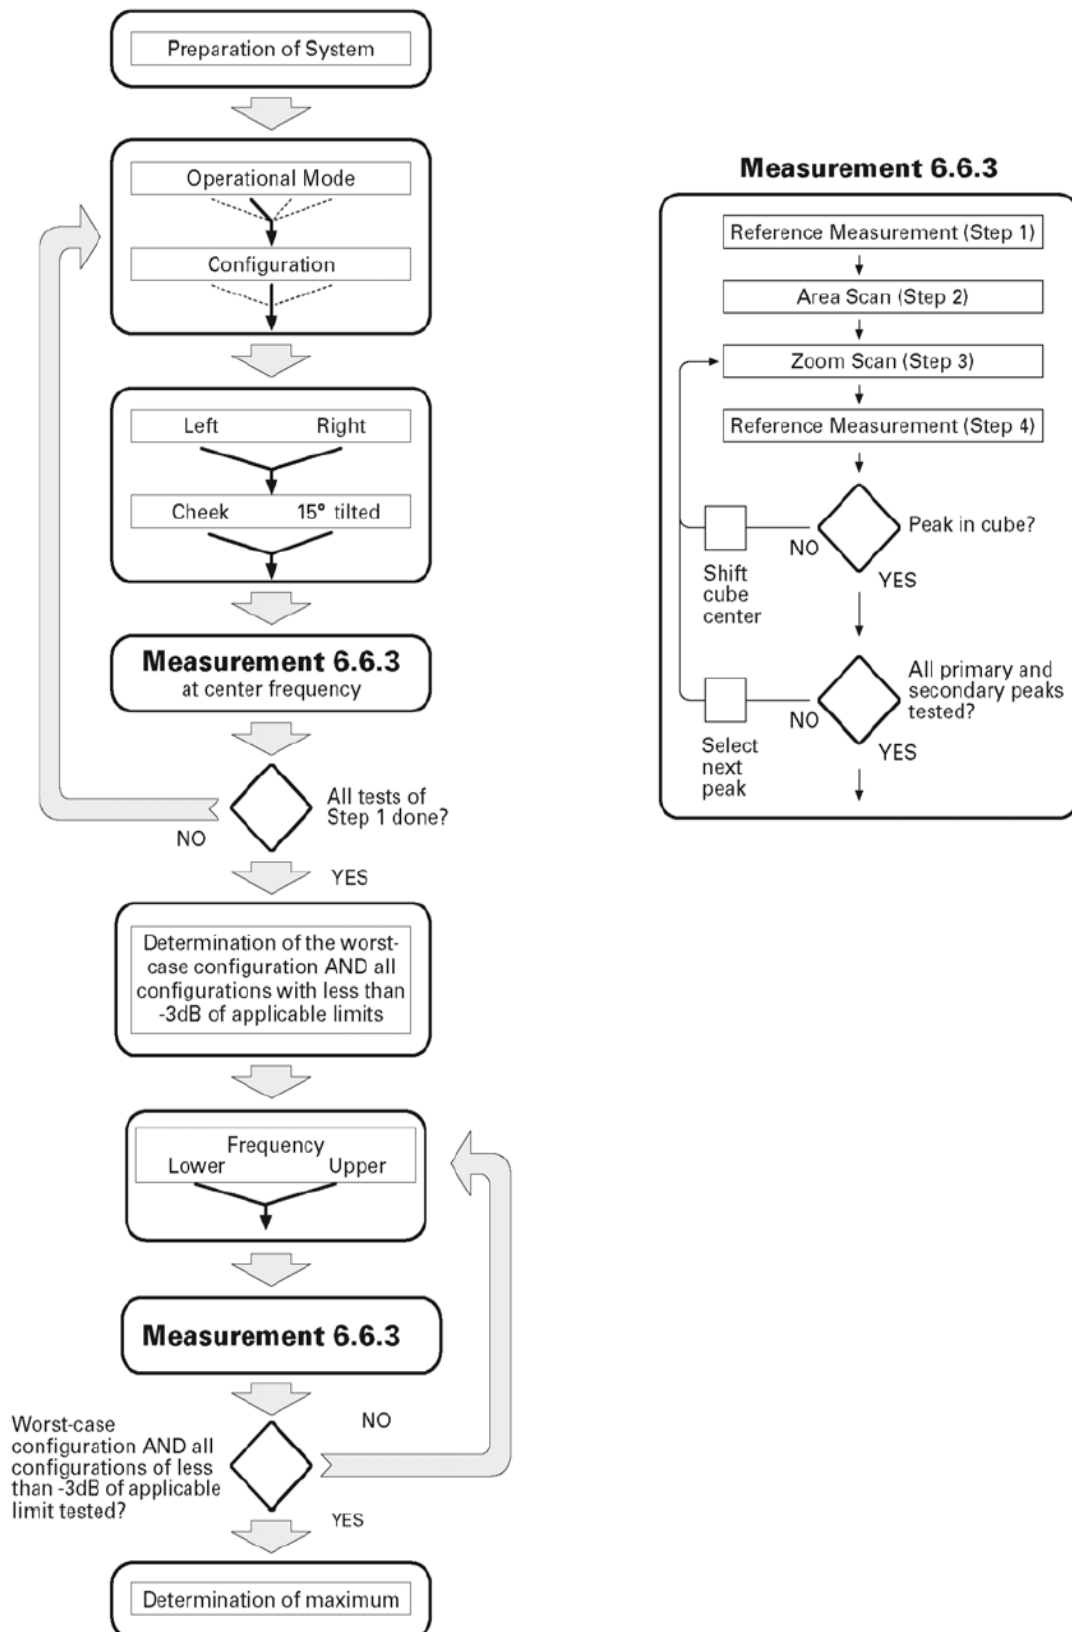 Preparation of System
Operational Mode
Configuration
Left Right
Cheek 15° tilted
Measurement 6.6.3
at center frequency
All tests of
Step 1 done?
NO
YES
Determination of the worst-
case configuration AND all
configurations with less than
-3dB of applicable limits
Frequency
Lower Upper
Measurement 6.6.3
Worst-case
configuration AND all
configurations of less
than -3dB of applicable
limit tested?
NO
YES
Determination of maximum
Measurement 6.6.3
Reference Measurement (Step 1)
Area Scan (Step 2)
Zoom Scan (Step 3)
Reference Measurement (Step 4)
Peak in cube?
NO
YES
Shift
cube
center
All primary and
secondary peaks
tested?
NO
YES
Select
next
peak